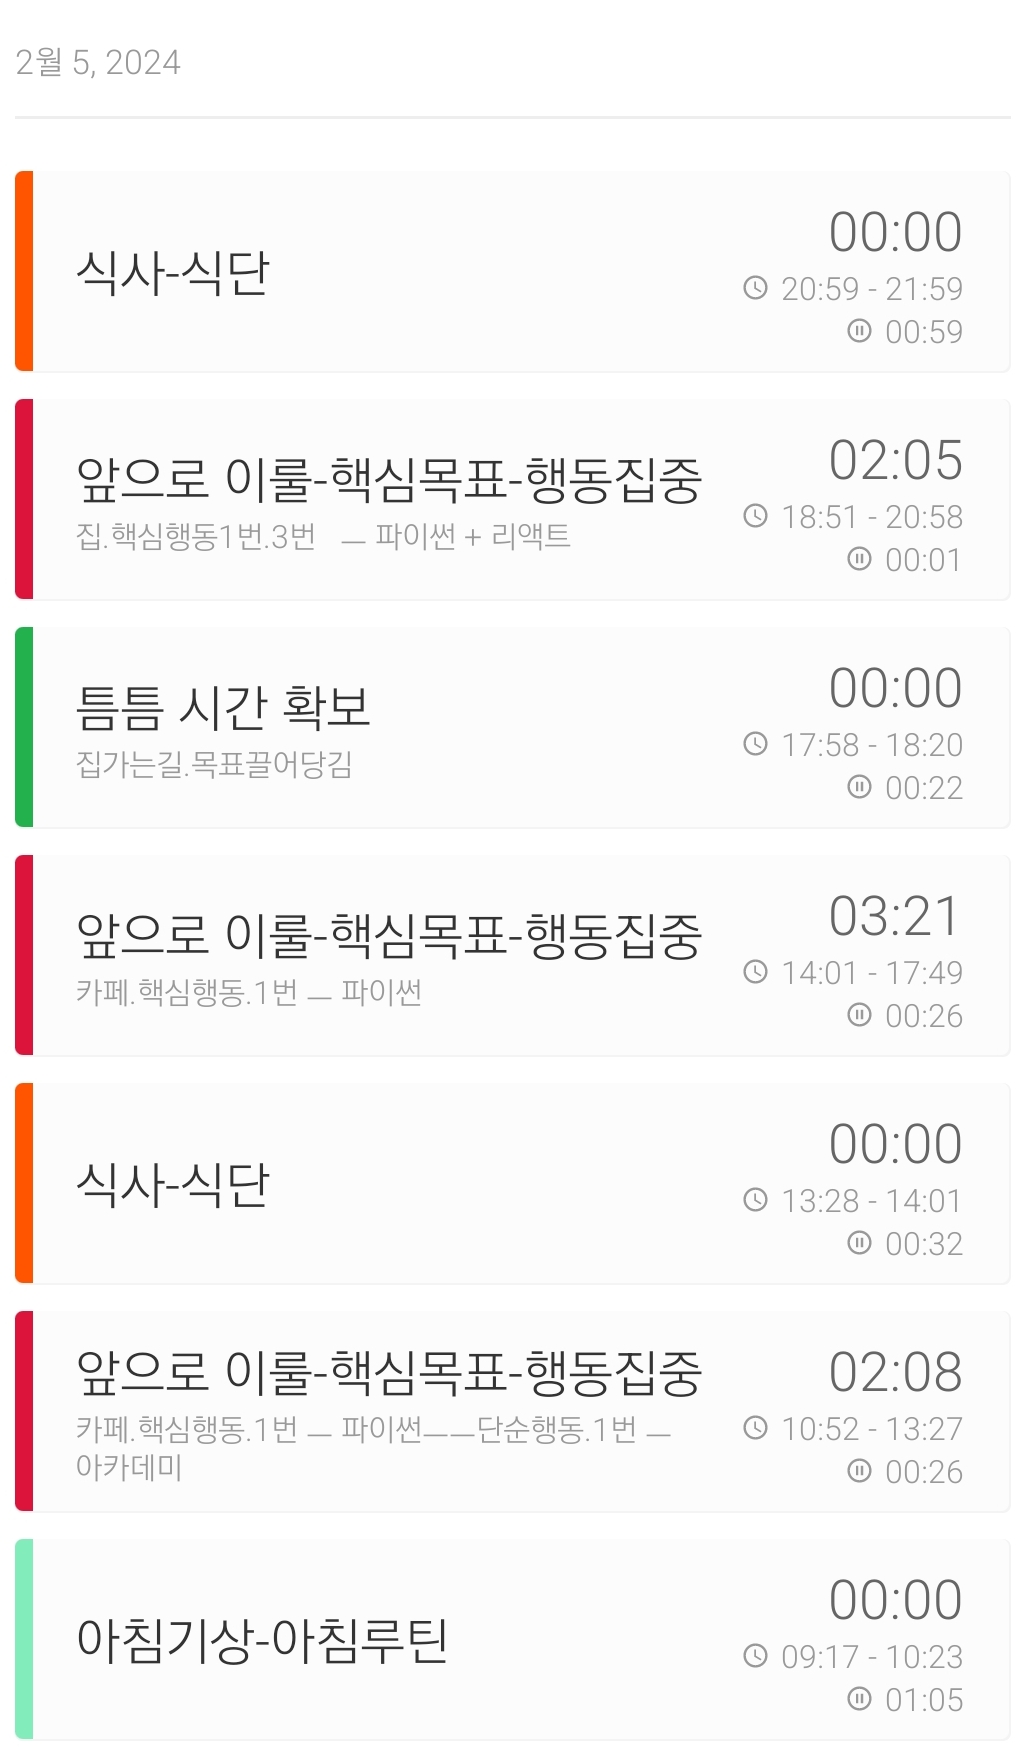 2월 5, 2024
식사-식단
00:00
20:59 - 21:59
00:59
앞으로 이룰-핵심목표-행동집중
집.핵심행동1번.3번 — 파이썬 + 리액트
02:05
18:51 - 20:58
00:01
틈틈 시간 확보
집가는길.목표끌어당김
00:00
17:58 - 18:20
00:22
앞으로 이룰-핵심목표-행동집중
카페.핵심행동.1번 — 파이썬
03:21
14:01 - 17:49
00:26
식사-식단
00:00
13:28 - 14:01
00:32
앞으로 이룰-핵심목표-행동집중
카페.핵심행동.1번 — 파이썬——단순행동.1번 —
아카데미
02:08
10:52 - 13:27
00:26
아침기상-아침루틴
00:00
09:17 - 10:23
01:05